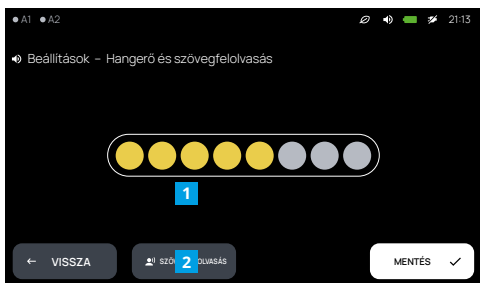 A1 A2 21:13
Beállítások – Hangerő és szövegfelolvasás
1
VISSZA 2 MENTÉS